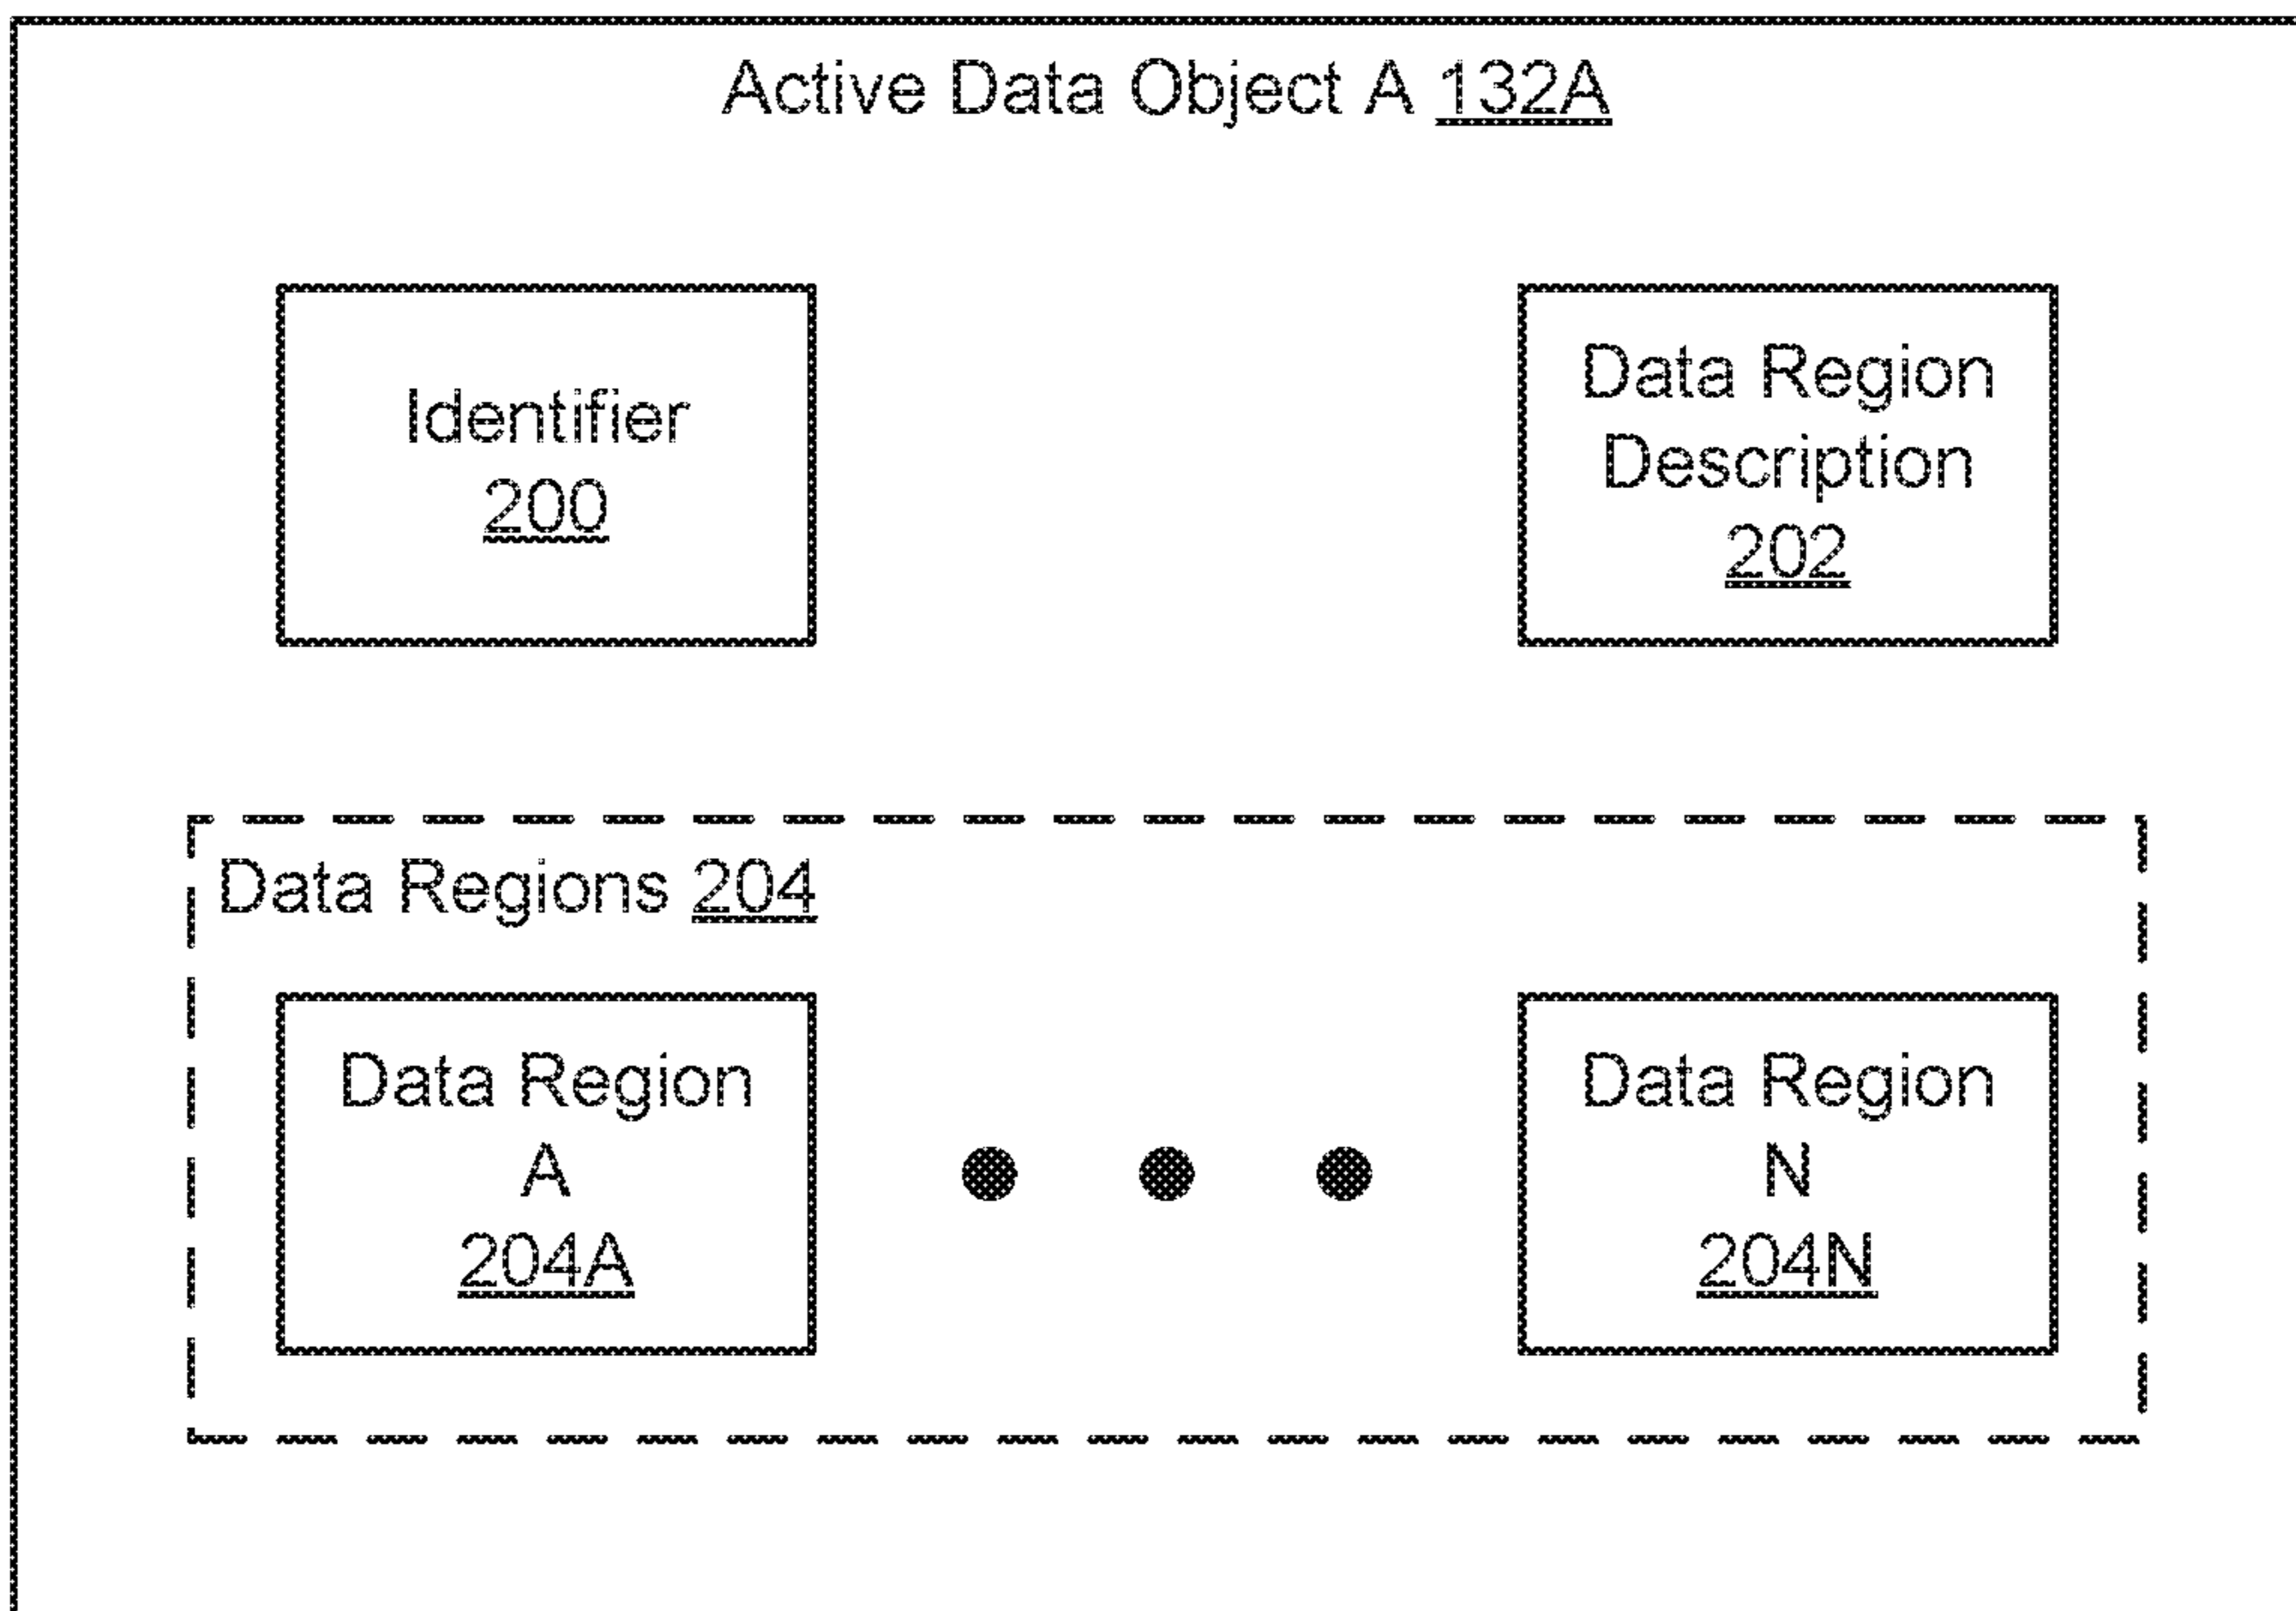 Active Data Object A 132A
Identifier
200
Data Region
Description
202
Data Regions 204
Data Region
A
204A
Data Region
N
204N